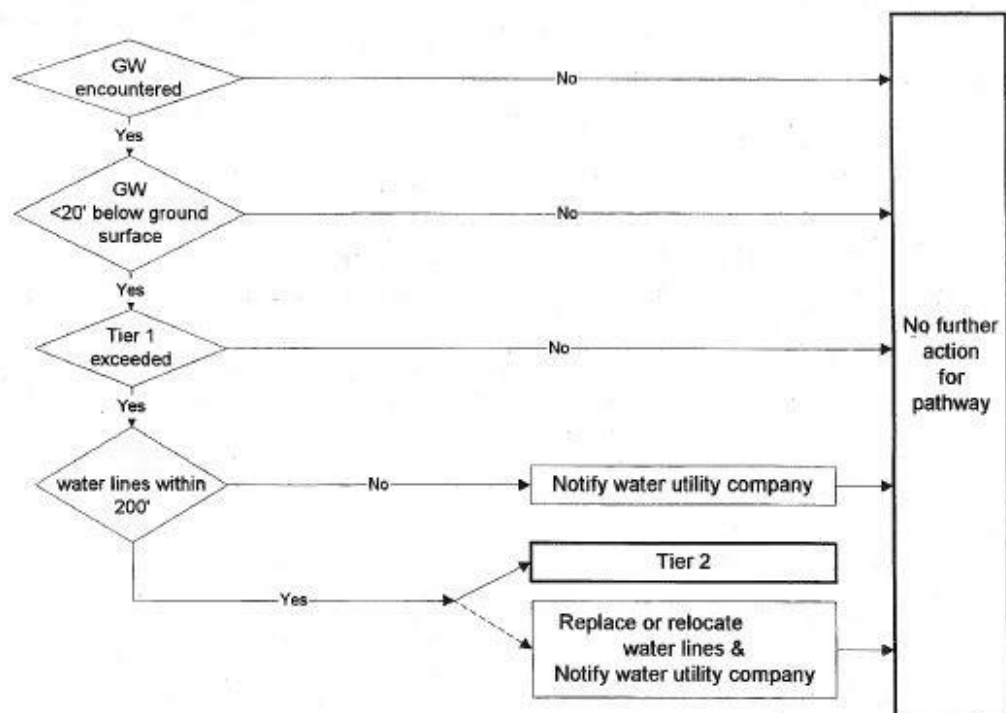 GW
encountered
No
Yes
GW
<20' below ground
surface
No
Yes
Tier 1
exceeded
No
Yes
No further
action
for
pathway
water lines within
200'
No
Notify water utility company
Tier 2
Yes
Replace or relocate
water lines &
Notify water utility company